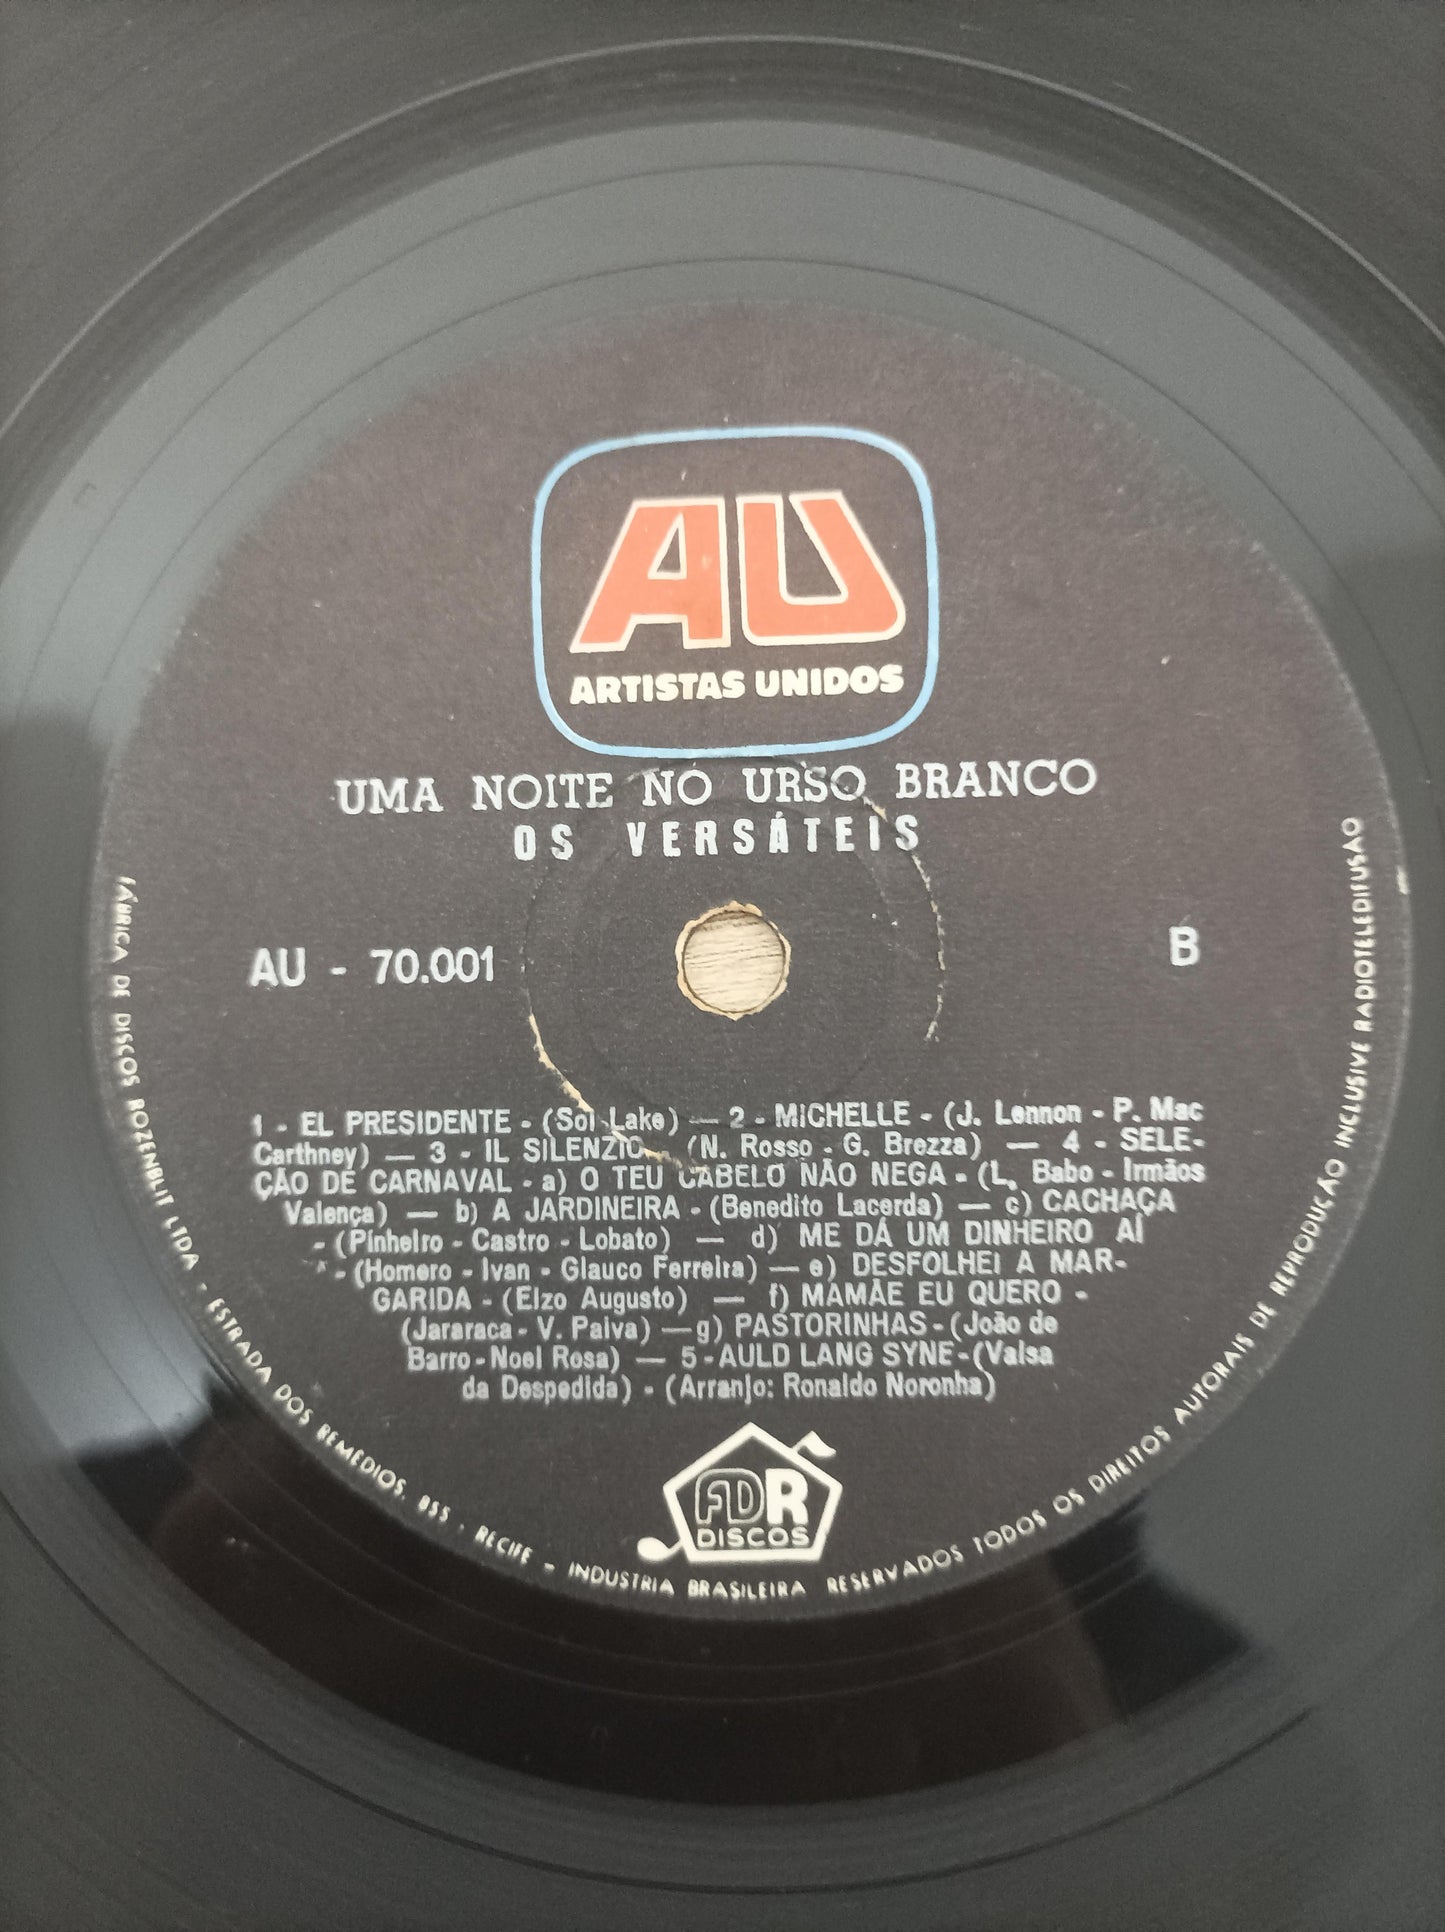 AU
ARTISTAS UNIDOS
UMA NOITE NO URSO BRANCO
OS VERSÁTEIS
AU - 70.001
B
1 - EL PRESIDENTE - (Sol Lake) — 2 - MICHELLE - (J. Lennon - P. Mac
Carthney) — 3 - IL SILENZIO - (N. Rosso - G. Brezza) — 4 - SELE-
ÇÃO DE CARNAVAL - a) O TEU CABELO NÃO NEGA - (L. Babo - Irmãos
Valença) — b) A JARDINEIRA - (Benedito Lacerda) — c) CACHAÇA
- (Pinheiro - Castro - Lobato) — d) ME DÁ UM DINHEIRO AÍ
- (Homero - Ivan - Glauco Ferreira) — e) DESFOLHEI A MAR-
GARIDA - (Elzo Augusto) — f) MAMÃE EU QUERO -
(Jararaca - V. Paiva) — g) PASTORINHAS - (João de
Barro - Noel Rosa) — 5 - AULD LANG SYNE - (Valsa
da Despedida) - (Arranjo: Ronaldo Noronha)
FDR
DISCOS
FÁBRICA DE DISCOS ROZENBLIT LTDA - ESTRADA DOS REMÉDIOS, 855 - RECIFE - INDUSTRIA BRASILEIRA RESERVADOS TODOS OS DIREITOS AUTORAIS DE REPRODUÇÃO INCLUSIVE RADIOTELEDIFUSÃO